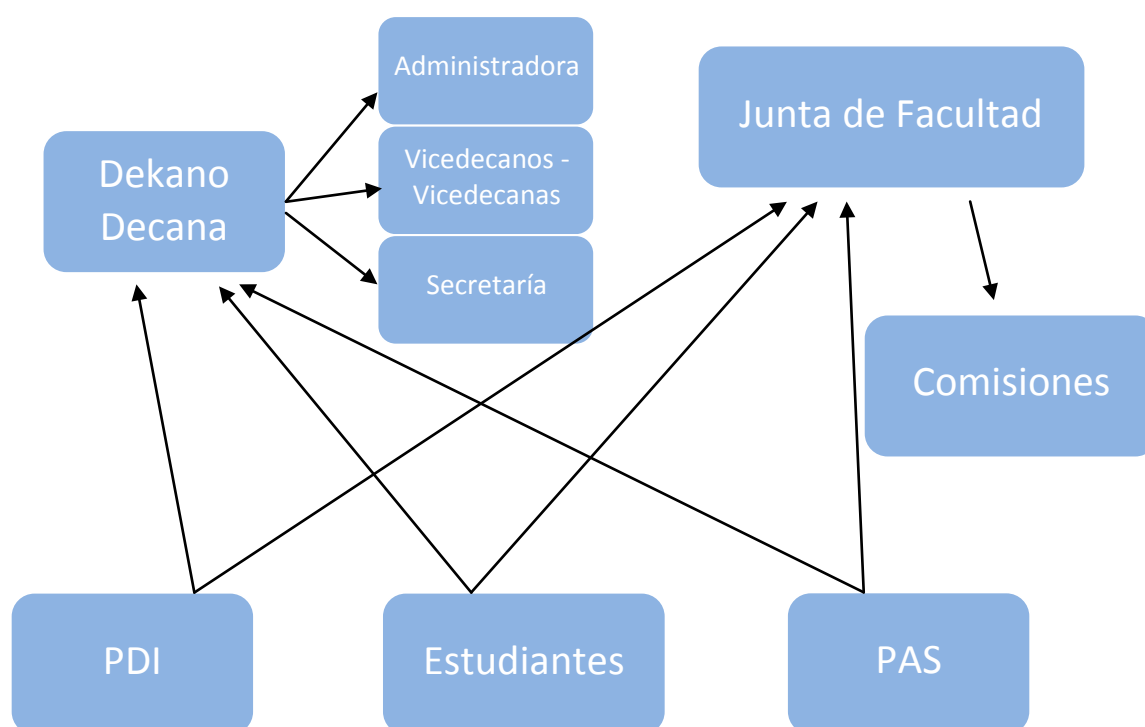 Administradora
Junta de Facultad
Dekano
Decana
Vicedecanos -
Vicedecanas
Secretaría
Comisiones
PDI
Estudiantes
PAS